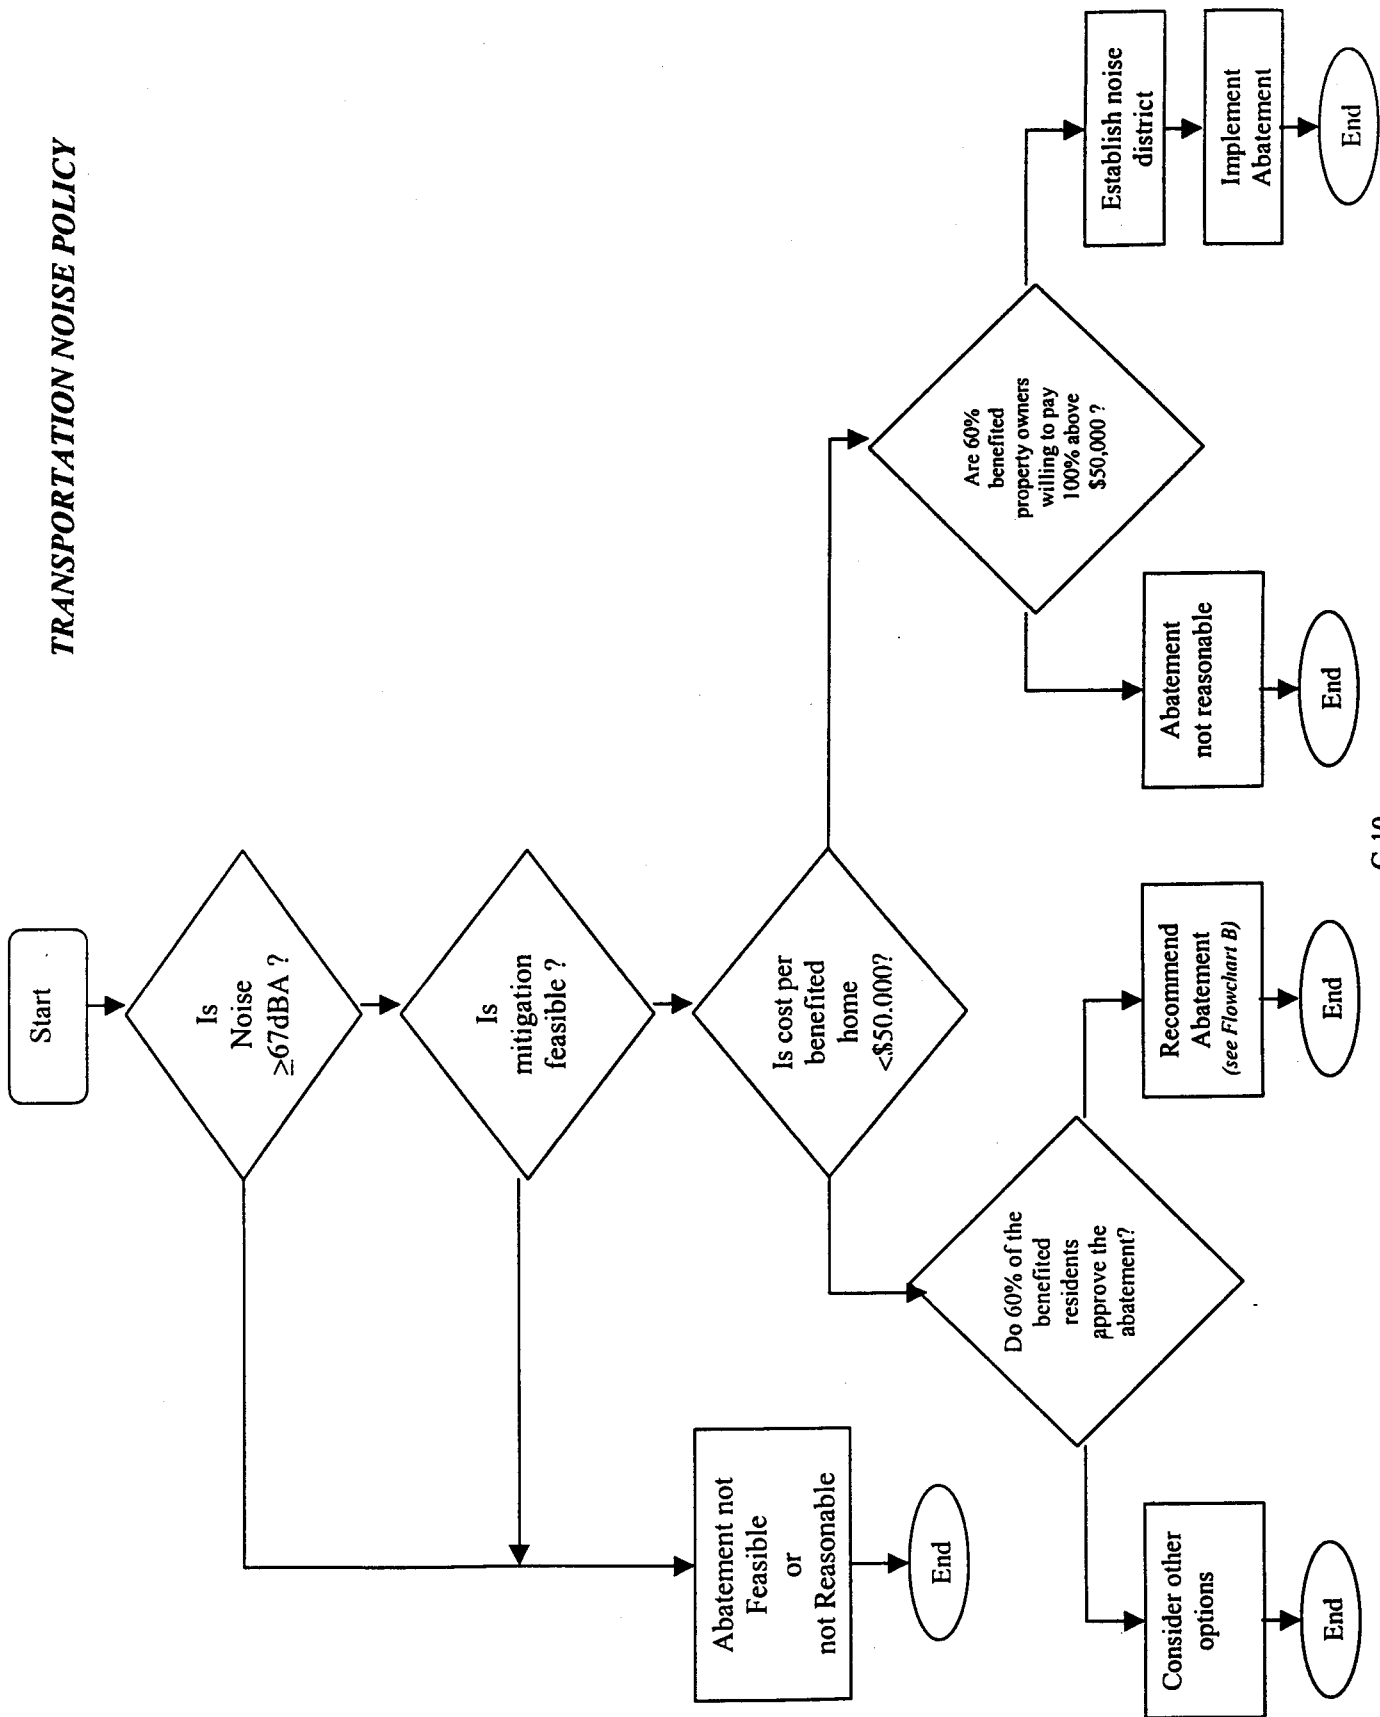 TRANSPORTATION NOISE POLICY
Start
Is
Noise
≥67dBA ?
Is
mitigation
feasible ?
Is cost per
benefited
home
<$50.000?
Abatement not
Feasible
or
not Reasonable
End
Do 60% of the
benefited
residents
approve the
abatement?
Are 60%
benefited
property owners
willing to pay
100% above
$50,000 ?
Consider other
options
End
Recommend
Abatement
(see Flowchart B)
End
Abatement
not reasonable
End
Establish noise
district
Implement
Abatement
End